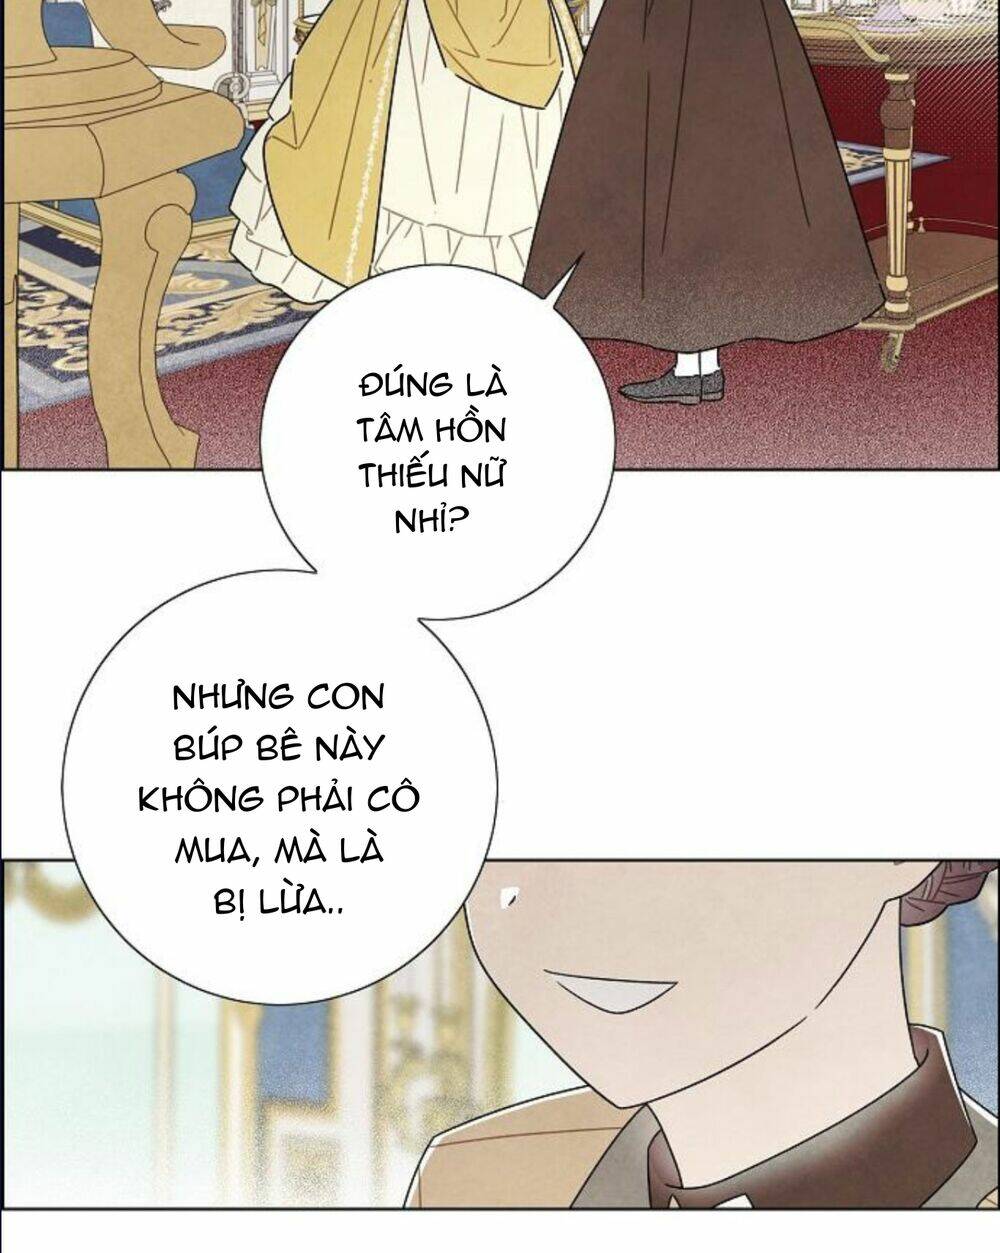 ĐÚNG LÀ
TÂM HỒN
THIẾU NỮ
NHỈ?
NHƯNG CON
BÚP BÊ NÀY
KHÔNG PHẢI CÔ
MUA, MÀ LÀ
BỊ LỪA..